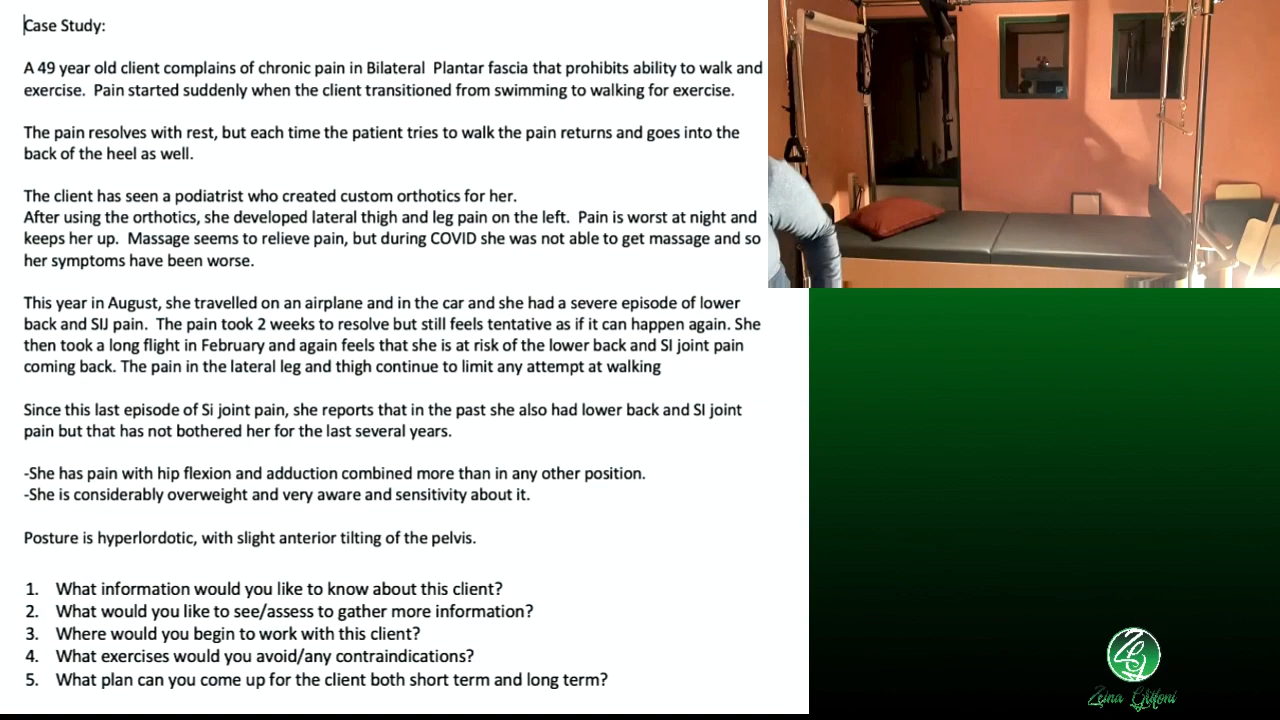 Case Study:
A 49 year old client complains of chronic pain in Bilateral Plantar fascia that prohibits ability to walk and
exercise. Pain started suddenly when the client transitioned from swimming to walking for exercise.
The pain resolves with rest, but each time the patient tries to walk the pain returns and goes into the
back of the heel as well.
The client has seen a podiatrist who created custom orthotics for her.
After using the orthotics, she developed lateral thigh and leg pain on the left. Pain is worst at night and
keeps her up. Massage seems to relieve pain, but during COVID she was not able to get massage and so
her symptoms have been worse.
This year in August, she travelled on an airplane and in the car and she had a severe episode of lower
back and SIJ pain. The pain took 2 weeks to resolve but still feels tentative as if it can happen again. She
then took a long flight in February and again feels that she is at risk of the lower back and SI joint pain
coming back. The pain in the lateral leg and thigh continue to limit any attempt at walking
Since this last episode of Si joint pain, she reports that in the past she also had lower back and SI joint
pain but that has not bothered her for the last several years.
-She has pain with hip flexion and adduction combined more than in any other position.
-She is considerably overweight and very aware and sensitivity about it.
Posture is hyperlordotic, with slight anterior tilting of the pelvis.
1. What information would you like to know about this client?
2. What would you like to see/assess to gather more information?
3. Where would you begin to work with this client?
4. What exercises would you avoid/any contraindications?
5. What plan can you come up for the client both short term and long term?
ZG
Zeina Grifoni